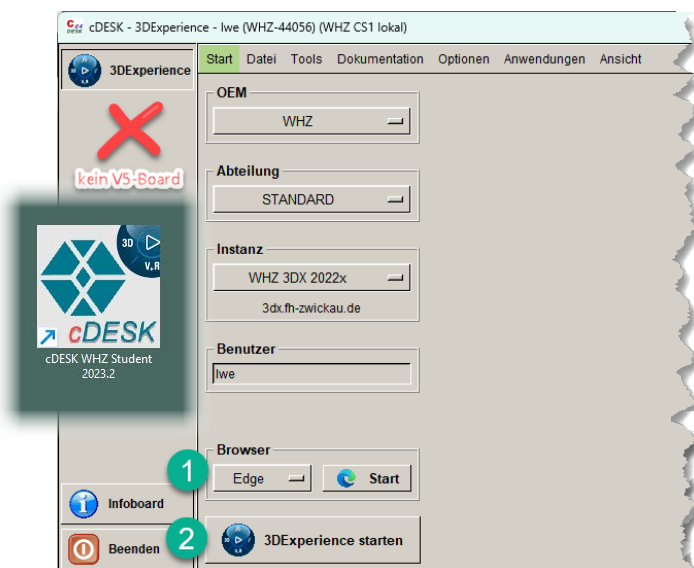 cDESK - 3DExperience - lwe (WHZ-44056) (WHZ CS1 lokal)
3DExperience
Start Datei Tools Dokumentation Optionen Anwendungen Ansicht
OEM
WHZ
kein V5-Board
Abteilung
STANDARD
3D
V.R
cDESK
cDESK WHZ Student
2023.2
Instanz
WHZ 3DX 2022x
3dx.fh-zwickau.de
Benutzer
lwe
Browser
1
Edge
Start
Infoboard
2
3DExperience starten
Beenden